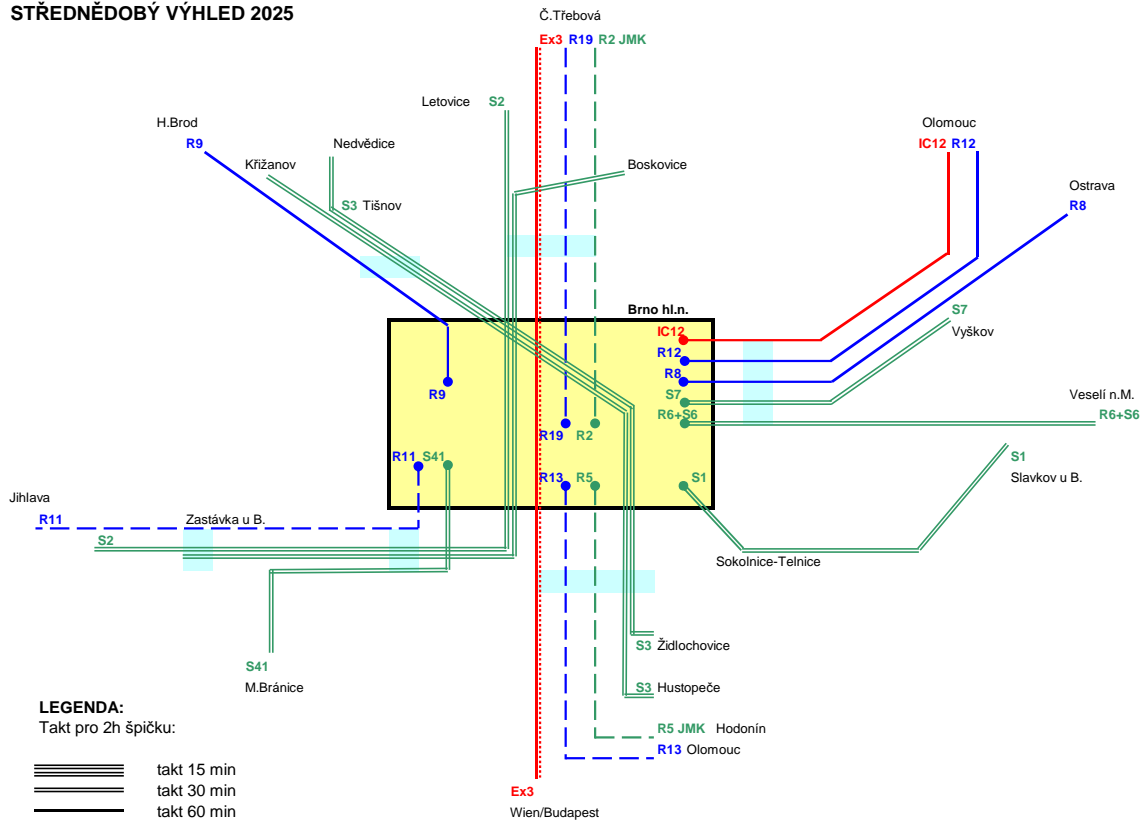 STŘEDNĚDOBÝ VÝHLED 2025
Č.Třebová
Ex3 R19 R2 JMK
Letovice S2
H.Brod
R9
Nedvědice
Křižanov
Boskovice
S3 Tišnov
Olomouc
IC12 R12
Ostrava
R8
Brno hl.n.
IC12
R12
R8
S7
R6+S6
S7
Vyškov
Veselí n.M.
R6+S6
R9
R19 R2
R11 S41
R13 R5
S1
S1
Slavkov u B.
Jihlava
R11
Zastávka u B.
S2
Sokolnice-Telnice
S41
M.Bránice
S3 Židlochovice
S3 Hustopeče
R5 JMK Hodonín
R13 Olomouc
Ex3
Wien/Budapest
LEGENDA:
Takt pro 2h špičku:
takt 15 min
takt 30 min
takt 60 min